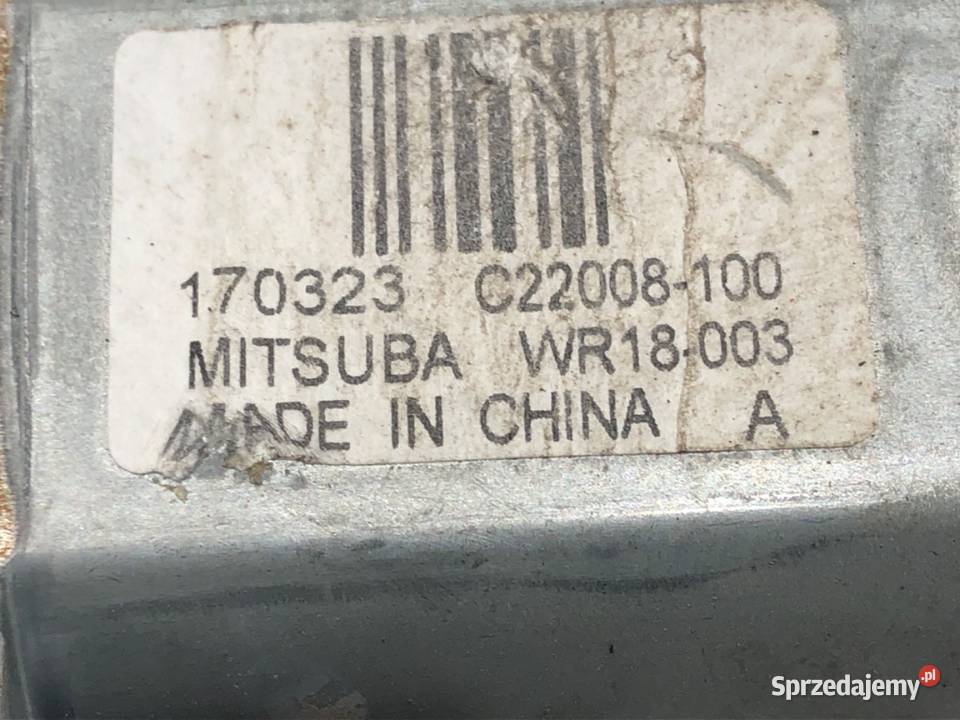 170323 C22008-100
MITSUBA WR18-003
MADE IN CHINA A
Sprzedajemy.pl